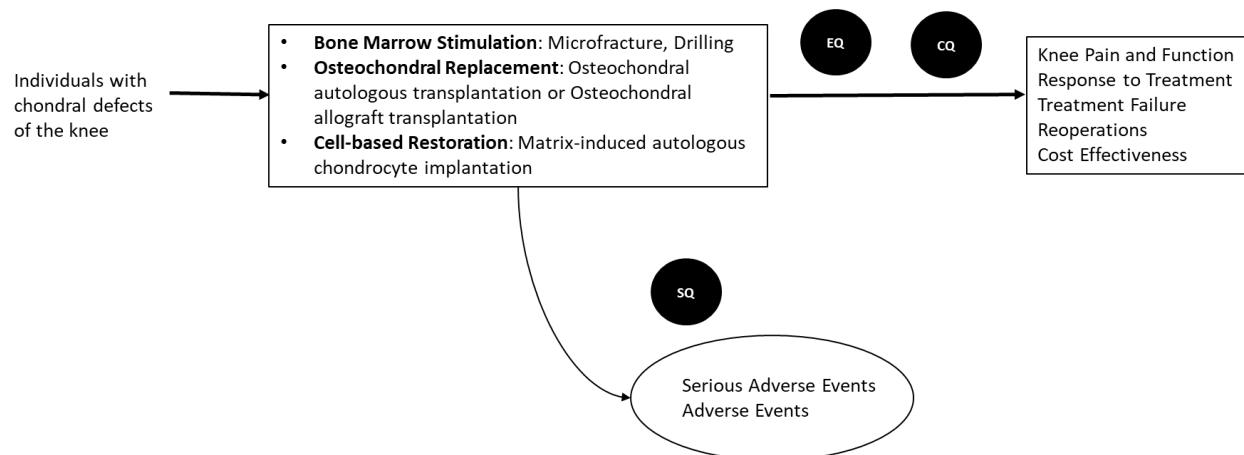 Individuals with
chondral defects
of the knee
• Bone Marrow Stimulation: Microfracture, Drilling
• Osteochondral Replacement: Osteochondral
autologous transplantation or Osteochondral
allograft transplantation
• Cell-based Restoration: Matrix-induced autologous
chondrocyte implantation
EQ
CQ
Knee Pain and Function
Response to Treatment
Treatment Failure
Reoperations
Cost Effectiveness
SQ
Serious Adverse Events
Adverse Events